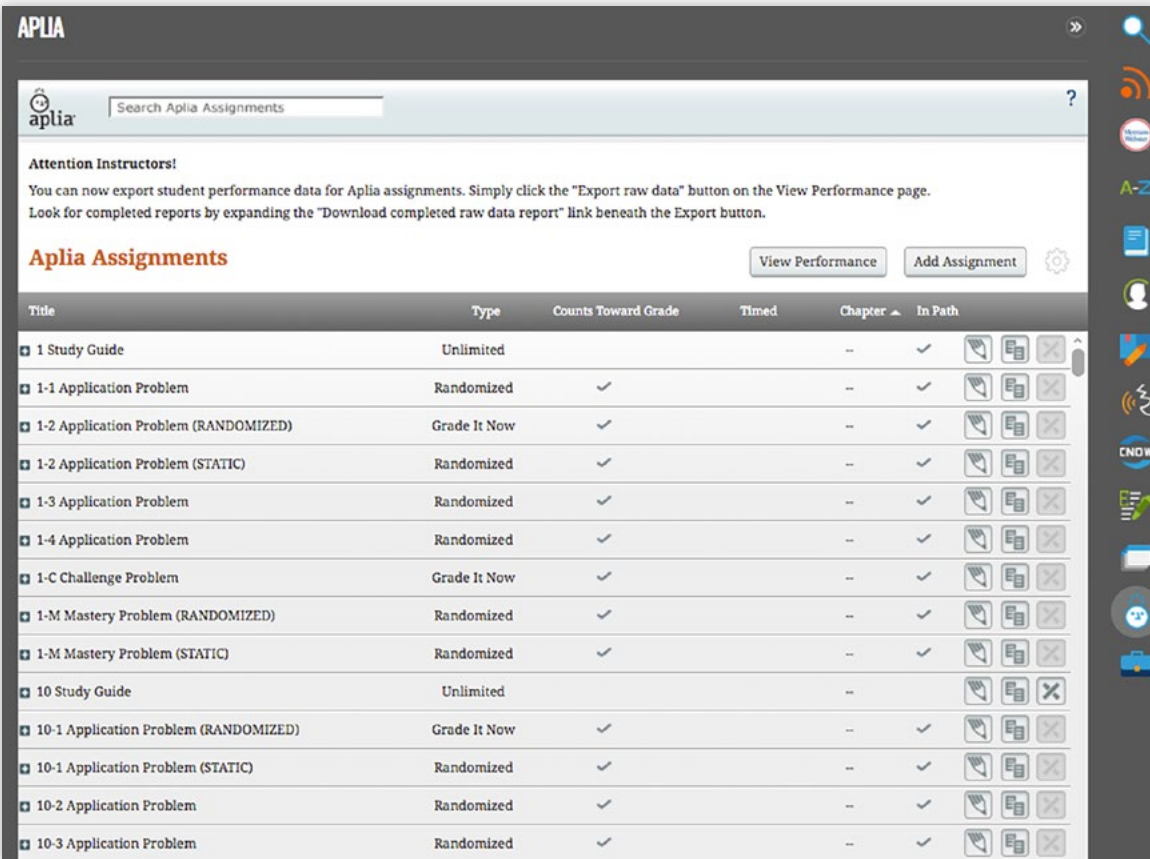 APLIA
»
aplia
Search Aplia Assignments
?
Attention Instructors!
You can now export student performance data for Aplia assignments. Simply click the "Export raw data" button on the View Performance page.
Look for completed reports by expanding the "Download completed raw data report" link beneath the Export button.
Aplia Assignments View Performance Add Assignment
Title Type Counts Toward Grade Timed Chapter In Path
1 Study Guide Unlimited --
1-1 Application Problem Randomized --
1-2 Application Problem (RANDOMIZED) Grade It Now --
1-2 Application Problem (STATIC) Randomized --
1-3 Application Problem Randomized --
1-4 Application Problem Randomized --
1-C Challenge Problem Grade It Now --
1-M Mastery Problem (RANDOMIZED) Randomized --
1-M Mastery Problem (STATIC) Randomized --
10 Study Guide Unlimited --
10-1 Application Problem (RANDOMIZED) Grade It Now --
10-1 Application Problem (STATIC) Randomized --
10-2 Application Problem Randomized --
10-3 Application Problem Randomized --
Merriam
Webster
A-Z
CNOW